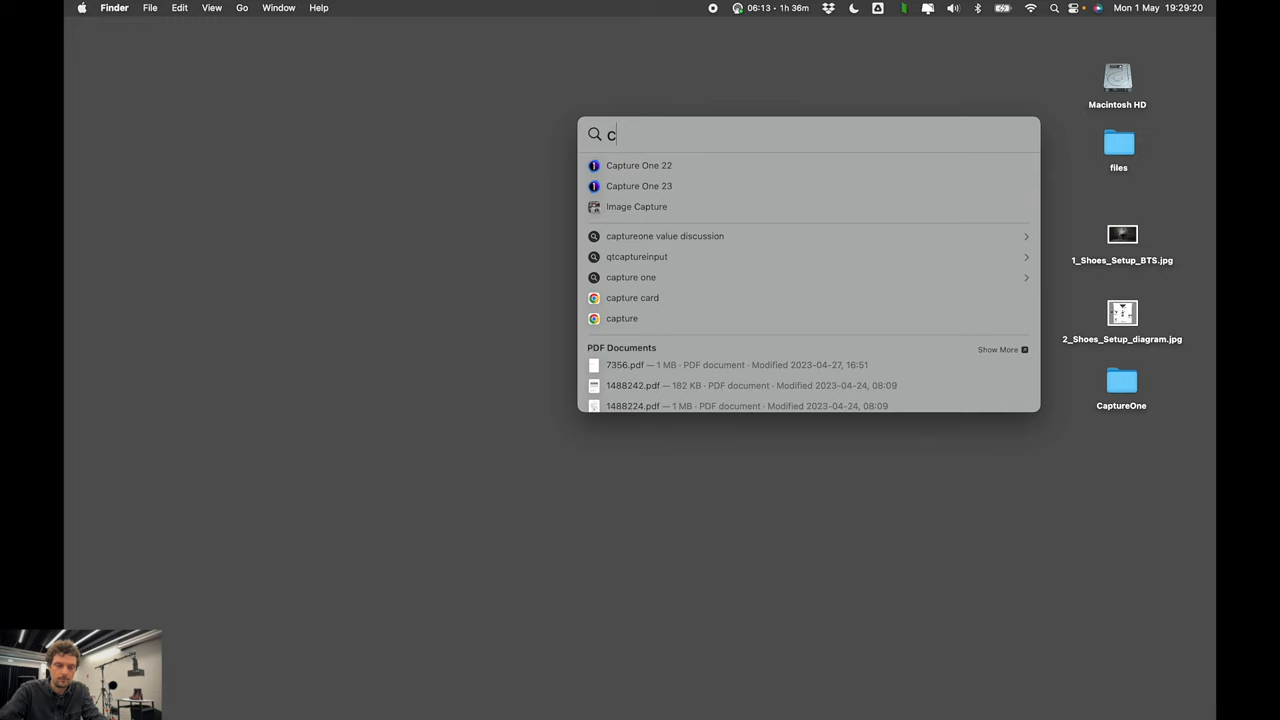 Finder File Edit View Go Window Help 06:13 • 1h 36m Mon 1 May 19:29:20
Macintosh HD
files
1_Shoes_Setup_BTS.jpg
2_Shoes_Setup_diagram.jpg
CaptureOne
C
Capture One 22
Capture One 23
Image Capture
captureone value discussion
qtcaptureinput
capture one
capture card
capture
PDF Documents Show More
7356.pdf — 1 MB · PDF document · Modified 2023-04-27, 16:51
1488242.pdf — 182 KB · PDF document · Modified 2023-04-24, 08:09
1488224.pdf — 1 MB · PDF document · Modified 2023-04-24, 08:09